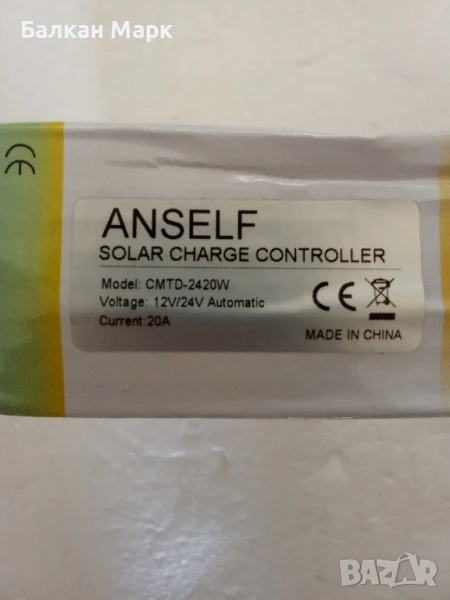 Балкан Марк
CE
ANSELF
SOLAR CHARGE CONTROLLER
Model: CMTD-2420W
Voltage: 12V/24V Automatic
Current:20A
CE
MADE IN CHINA
BAZAR